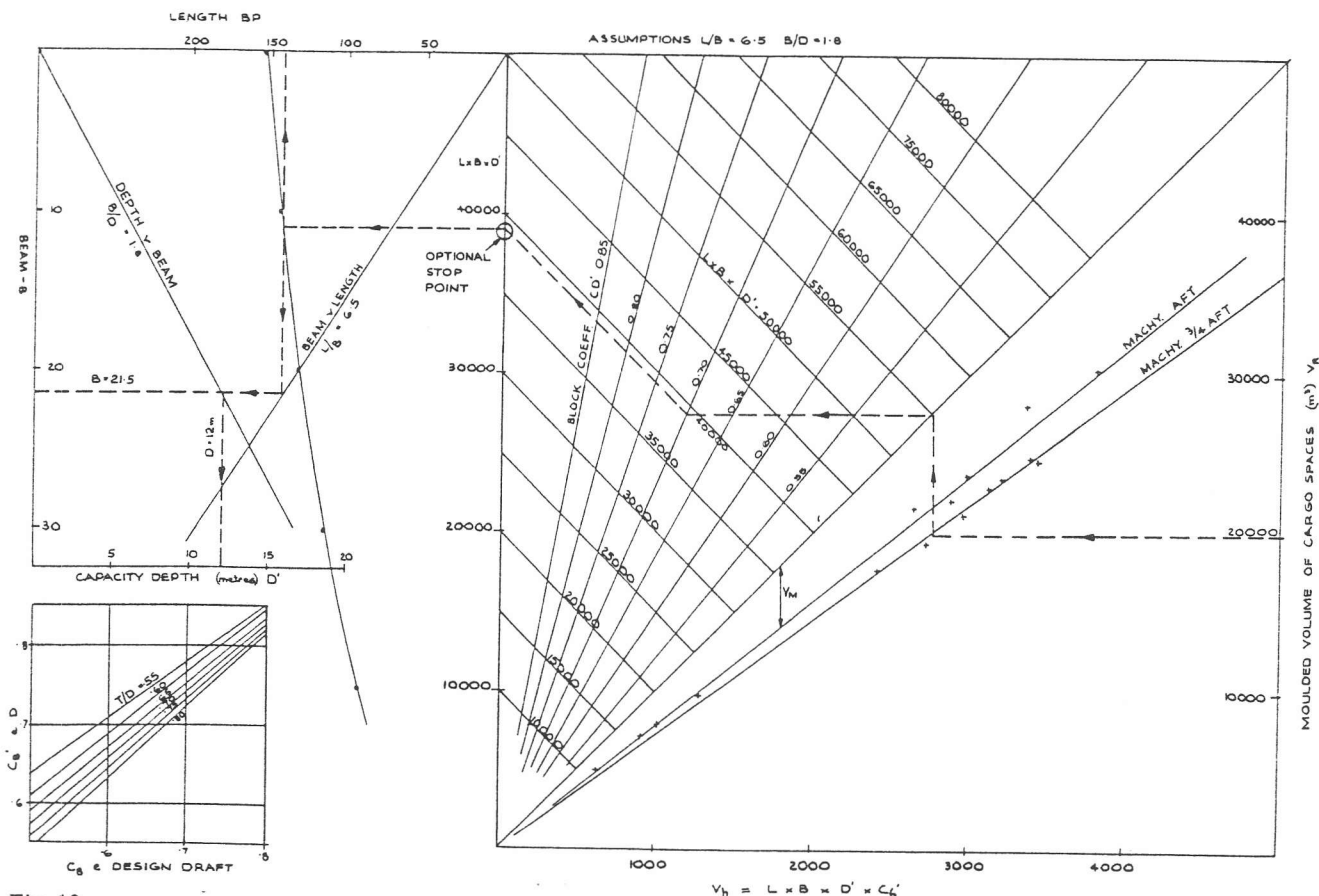 LENGTH BP
200 150 100 50
ASSUMPTIONS L/B = 6.5 B/D = 1.8
BEAM - B
10
20
30
DEPTH V BEAM
B/D = 1.8
BEAM V LENGTH
L/B = 6.5
B = 21.5
D = 12m
5 10 15 20
CAPACITY DEPTH (metres) D'
OPTIONAL
STOP
POINT
L×B×D'
40000
30000
20000
10000
BLOCK COEFF CD' 0.85
0.80
0.75
0.70
0.65
0.60
0.55
80000
75000
65000
60000
55000
L×B × D' = 50000
45000
40000
35000
30000
25000
20000
15000
10000
MACHY. AFT
MACHY. 3/4 AFT
VM
40000
30000
20000
10000
MOULDED VOLUME OF CARGO SPACES (m³) VR
1000 2000 3000 4000
Vh = L × B × D' × Cb'
T/D = .55
.80
CB' @ D
.8
.7
.6
.6 .7 .8
CB @ DESIGN DRAFT